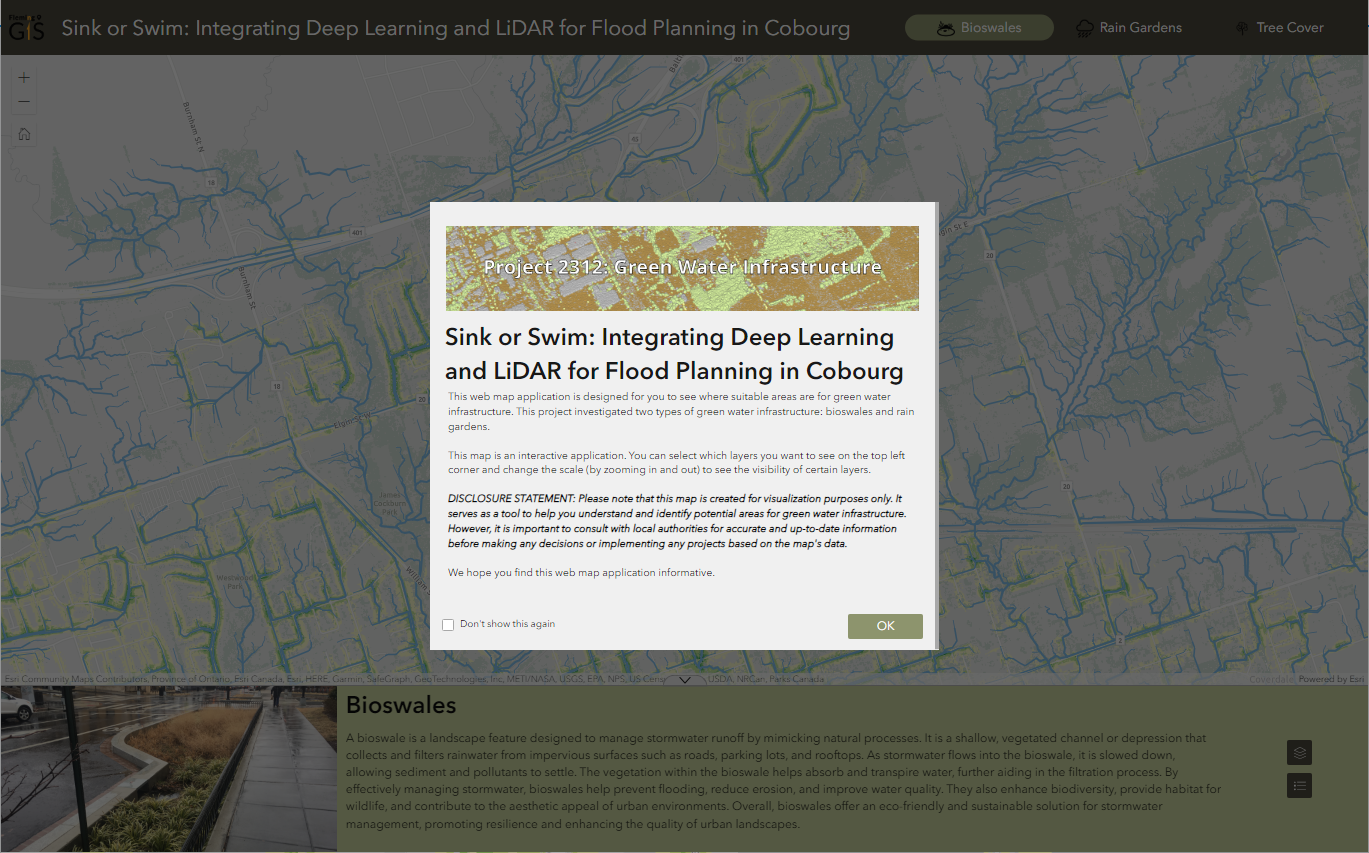 Fleming
GIS
Sink or Swim: Integrating Deep Learning and LiDAR for Flood Planning in Cobourg
Bioswales
Rain Gardens
Tree Cover
Burnham St N
401
48
58
401
Burnham St
18
20
Elgin St W
20
20
2
Westwood
Park
Project 2312: Green Water Infrastructure
Sink or Swim: Integrating Deep Learning
and LiDAR for Flood Planning in Cobourg
This web map application is designed for you to see where suitable areas are for green water
infrastructure. This project investigated two types of green water infrastructure: bioswales and rain
gardens.
This map is an interactive application. You can select which layers you want to see on the top left
corner and change the scale (by zooming in and out) to see the visibility of certain layers.
DISCLOSURE STATEMENT: Please note that this map is created for visualization purposes only. It
serves as a tool to help you understand and identify potential areas for green water infrastructure.
However, it is important to consult with local authorities for accurate and up-to-date information
before making any decisions or implementing any projects based on the map's data.
We hope you find this web map application informative.
Don't show this again
OK
Esri Community Maps Contributors, Province of Ontario, Esri Canada, Esri, HERE, Garmin, SafeGraph, GeoTechnologies, Inc, METI/NASA, USGS, EPA, NPS, US Cens USDA, NRCan, Parks Canada
Coverdale
Powered by Esri
Bioswales
A bioswale is a landscape feature designed to manage stormwater runoff by mimicking natural processes. It is a shallow, vegetated channel or depression that
collects and filters rainwater from impervious surfaces such as roads, parking lots, and rooftops. As stormwater flows into the bioswale, it is slowed down,
allowing sediment and pollutants to settle. The vegetation within the bioswale helps absorb and transpire water, further aiding in the filtration process. By
effectively managing stormwater, bioswales help prevent flooding, reduce erosion, and improve water quality. They also enhance biodiversity, provide habitat for
wildlife, and contribute to the aesthetic appeal of urban environments. Overall, bioswales offer an eco-friendly and sustainable solution for stormwater
management, promoting resilience and enhancing the quality of urban landscapes.